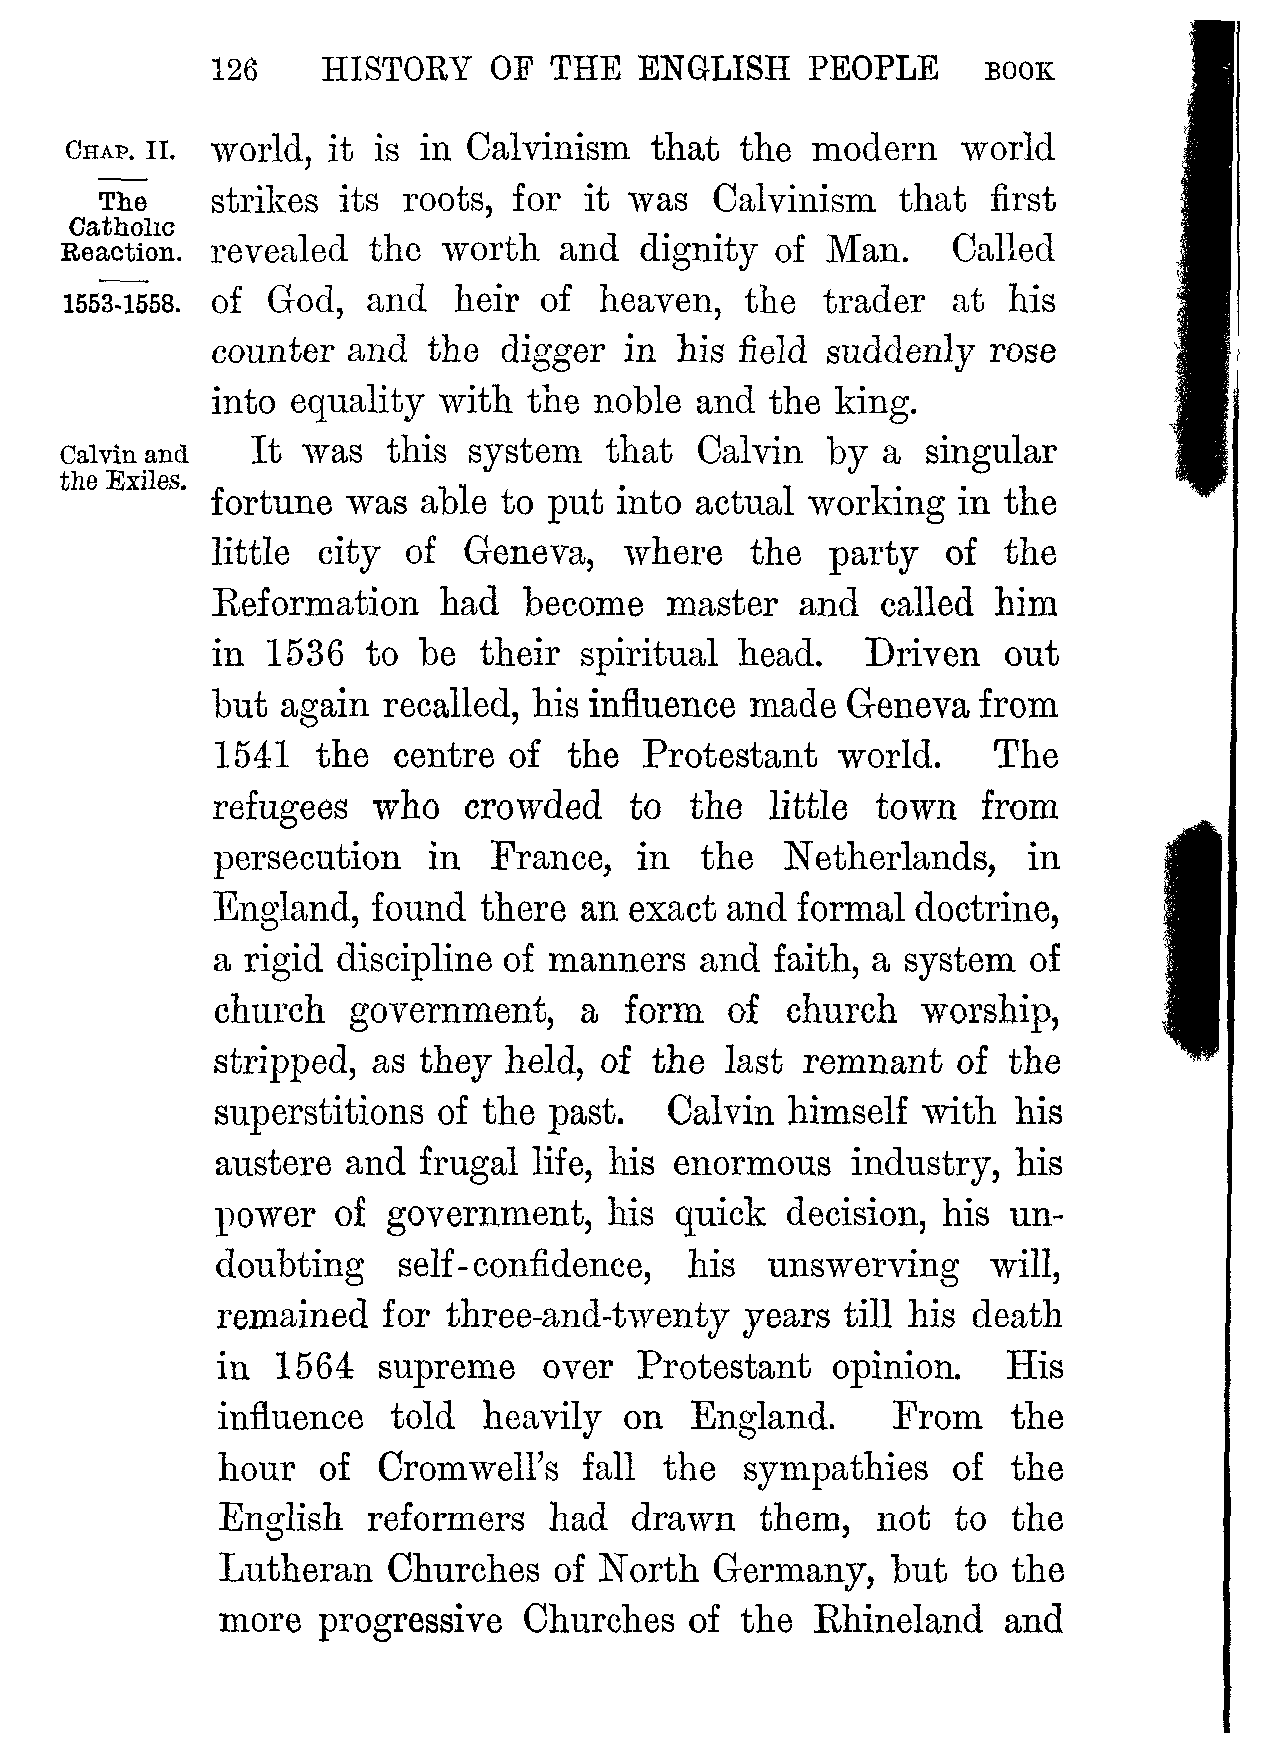 126 HISTORY OF THE ENGLISH PEOPLE BOOK
CHAP. II.
The
Catholic
Reaction.
1553-1558.
world, it is in Calvinism that the modern world
strikes its roots, for it was Calvinism that first
revealed the worth and dignity of Man. Called
of God, and heir of heaven, the trader at his
counter and the digger in his field suddenly rose
into equality with the noble and the king.
Calvin and
the Exiles.
It was this system that Calvin by a singular
fortune was able to put into actual working in the
little city of Geneva, where the party of the
Reformation had become master and called him
in 1536 to be their spiritual head. Driven out
but again recalled, his influence made Geneva from
1541 the centre of the Protestant world. The
refugees who crowded to the little town from
persecution in France, in the Netherlands, in
England, found there an exact and formal doctrine,
a rigid discipline of manners and faith, a system of
church government, a form of church worship,
stripped, as they held, of the last remnant of the
superstitions of the past. Calvin himself with his
austere and frugal life, his enormous industry, his
power of government, his quick decision, his un-
doubting self-confidence, his unswerving will,
remained for three-and-twenty years till his death
in 1564 supreme over Protestant opinion. His
influence told heavily on England. From the
hour of Cromwell's fall the sympathies of the
English reformers had drawn them, not to the
Lutheran Churches of North Germany, but to the
more progressive Churches of the Rhineland and